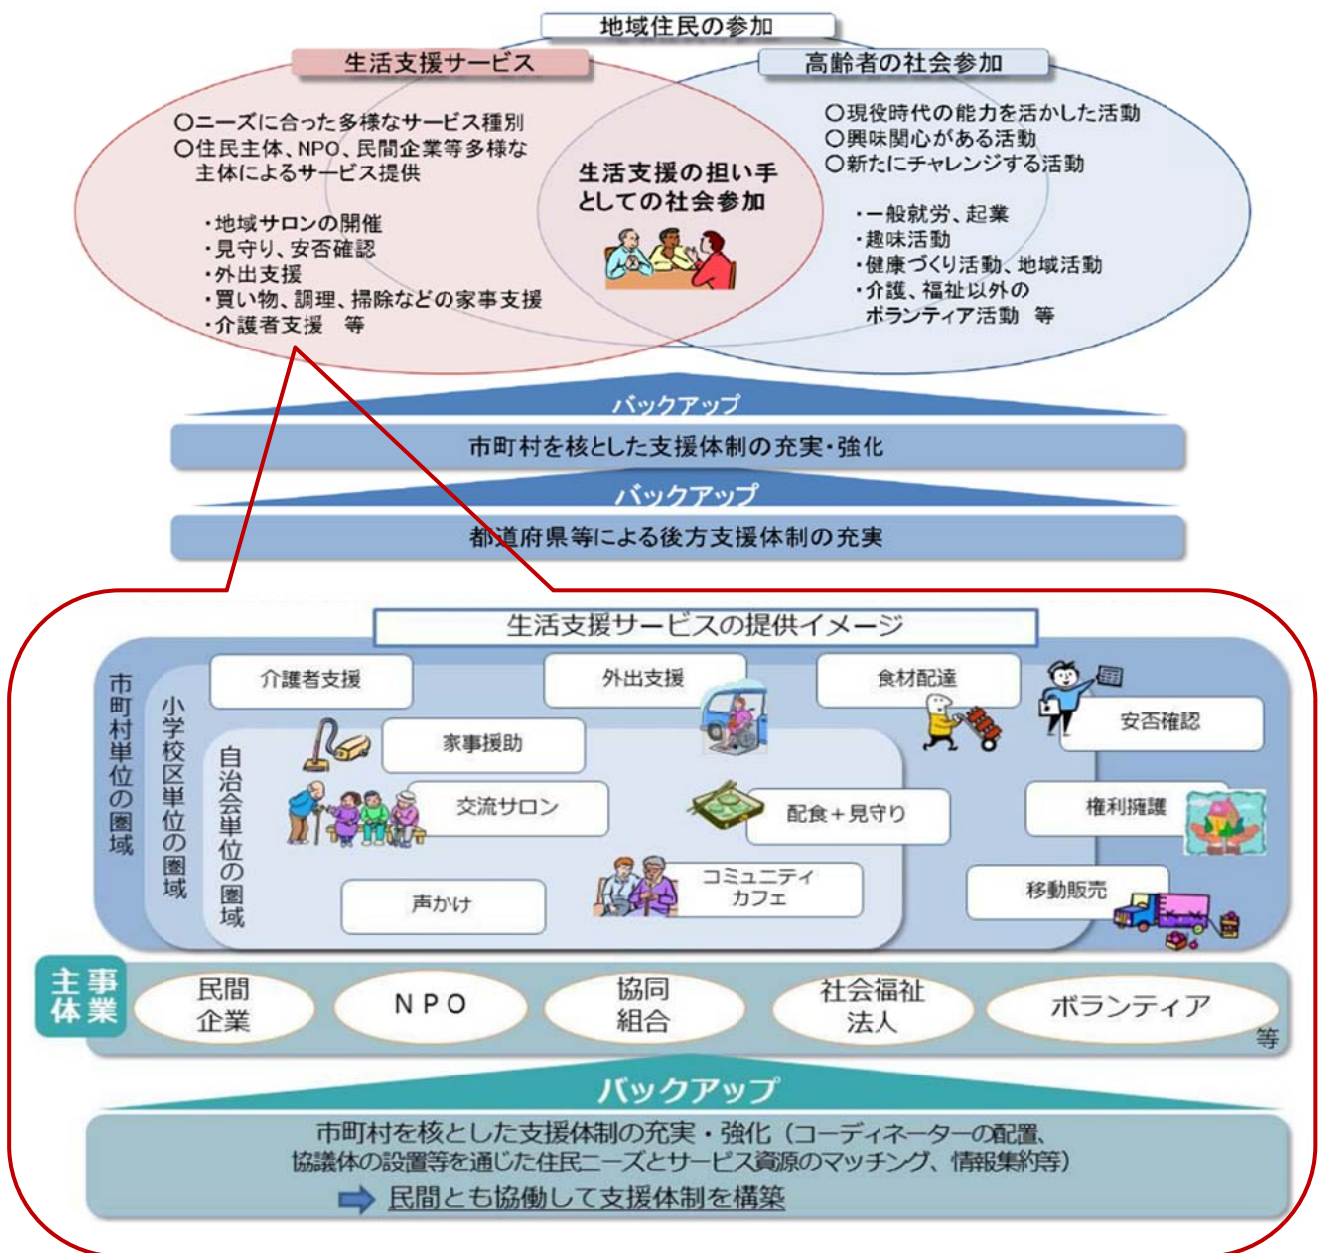 地域住民の参加
生活支援サービス
高齢者の社会参加
○ニーズに合った多様なサービス種別
○住民主体、NPO、民間企業等多様な
主体によるサービス提供
・地域サロンの開催
・見守り、安否確認
・外出支援
・買い物、調理、掃除などの家事支援
・介護者支援 等
生活支援の担い手
としての社会参加
○現役時代の能力を活かした活動
○興味関心がある活動
○新たにチャレンジする活動
・一般就労、起業
・趣味活動
・健康づくり活動、地域活動
・介護、福祉以外の
ボランティア活動 等
バックアップ
市町村を核とした支援体制の充実・強化
バックアップ
都道府県等による後方支援体制の充実
生活支援サービスの提供イメージ
市町村単位の圏域
小学校区単位の圏域
自治会単位の圏域
介護者支援
外出支援
食材配達
安否確認
家事援助
交流サロン
配食＋見守り
権利擁護
声かけ
コミュニティ
カフェ
移動販売
事業
主体
民間
企業
NPO
協同
組合
社会福祉
法人
ボランティア
等
バックアップ
市町村を核とした支援体制の充実・強化（コーディネーターの配置、
協議体の設置等を通じた住民ニーズとサービス資源のマッチング、情報集約等）
民間とも協働して支援体制を構築